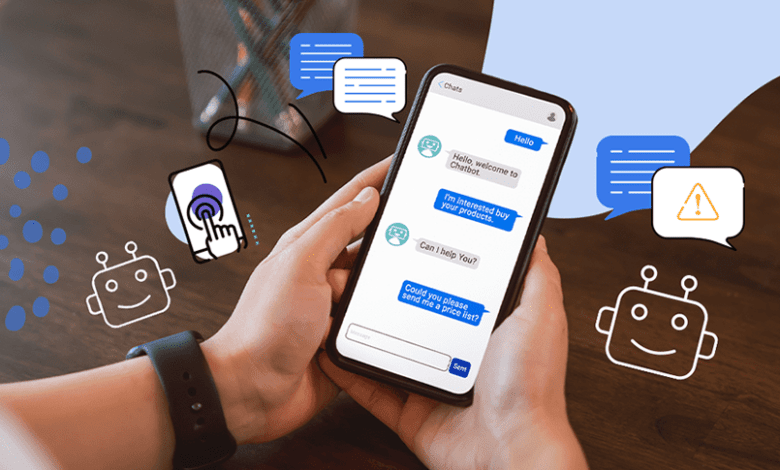 Chats
Hello
Hello, welcome to
Chatbot.
I'm interested buy
your products.
Can I help You?
Could you please
send me a price list?
Message
Sent